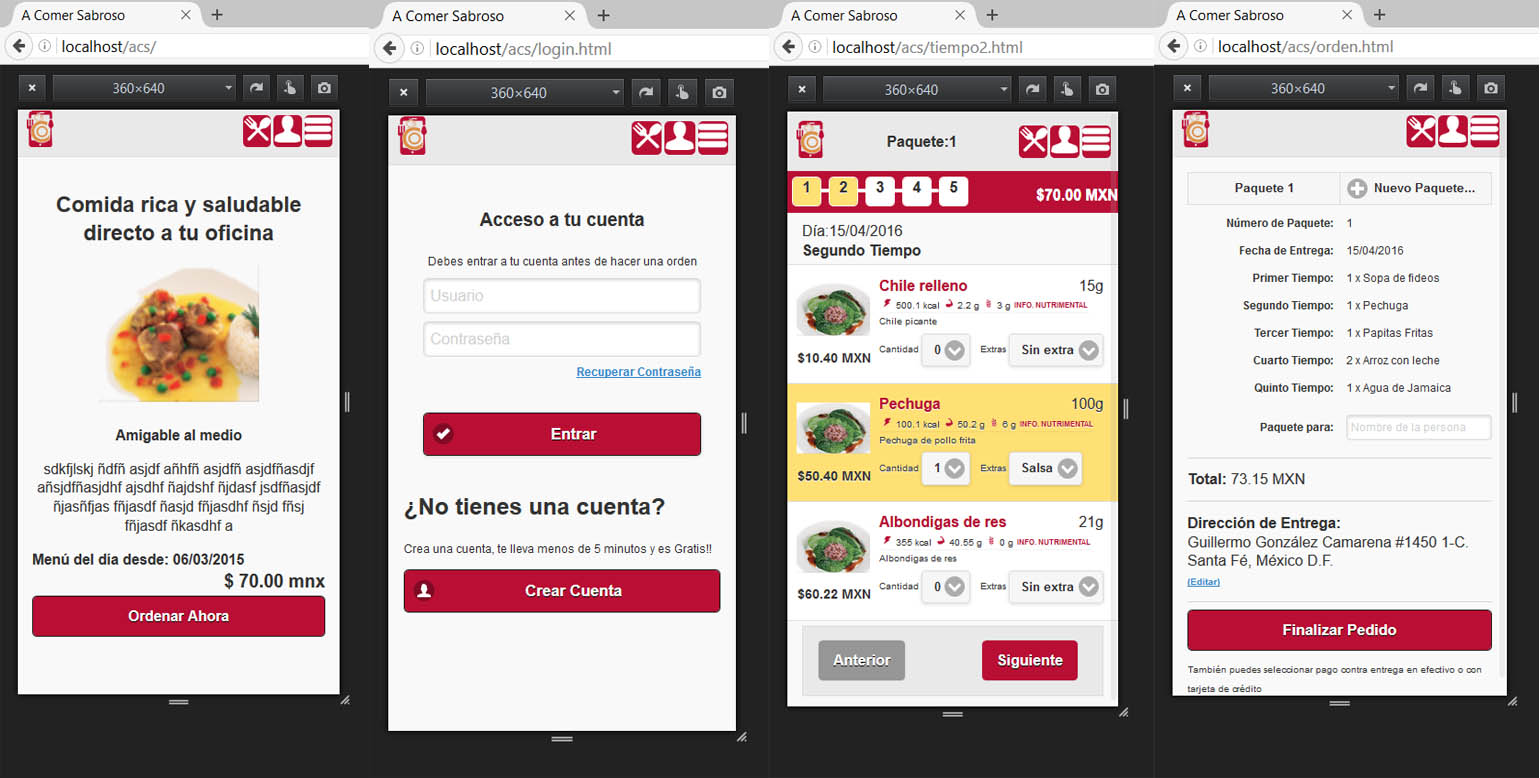 A Comer Sabroso
localhost/acs/
360×640
Comida rica y saludable
directo a tu oficina
Amigable al medio
sdkfjlskj ñdfñ asjdf añhfñ asjdfñ asjdfñasdjf
añsjdfñasjdhf ajsdhf ñajdshf ñjdasf jsdfñasjdf
ñjasñfjas fñjasdf ñasjd fñjasdhf ñsjd fñsj
fñjasdf ñkasdhf a
Menú del día desde: 06/03/2015
$ 70.00 mnx
Ordenar Ahora
A Comer Sabroso
localhost/acs/login.html
360×640
Acceso a tu cuenta
Debes entrar a tu cuenta antes de hacer una orden
Usuario
Contraseña
Recuperar Contraseña
Entrar
¿No tienes una cuenta?
Crea una cuenta, te lleva menos de 5 minutos y es Gratis!!
Crear Cuenta
A Comer Sabroso
localhost/acs/tiempo2.html
360×640
Paquete:1
1 2 3 4 5 $70.00 MXN
Día:15/04/2016
Segundo Tiempo
Chile relleno 15g
500.1 kcal 2.2 g 3 g INFO. NUTRIMENTAL
Chile picante
$10.40 MXN Cantidad 0 Extras Sin extra
Pechuga 100g
100.1 kcal 50.2 g 6 g INFO. NUTRIMENTAL
Pechuga de pollo frita
$50.40 MXN Cantidad 1 Extras Salsa
Albondigas de res 21g
355 kcal 40.55 g 0 g INFO. NUTRIMENTAL
Albondigas de res
$60.22 MXN Cantidad 0 Extras Sin extra
Anterior Siguiente
A Comer Sabroso
localhost/acs/orden.html
360×640
Paquete 1 Nuevo Paquete...
Número de Paquete: 1
Fecha de Entrega: 15/04/2016
Primer Tiempo: 1 x Sopa de fideos
Segundo Tiempo: 1 x Pechuga
Tercer Tiempo: 1 x Papitas Fritas
Cuarto Tiempo: 2 x Arroz con leche
Quinto Tiempo: 1 x Agua de Jamaica
Paquete para: Nombre de la persona
Total: 73.15 MXN
Dirección de Entrega:
Guillermo González Camarena #1450 1-C.
Santa Fé, México D.F.
(Editar)
Finalizar Pedido
También puedes seleccionar pago contra entrega en efectivo o con
tarjeta de crédito